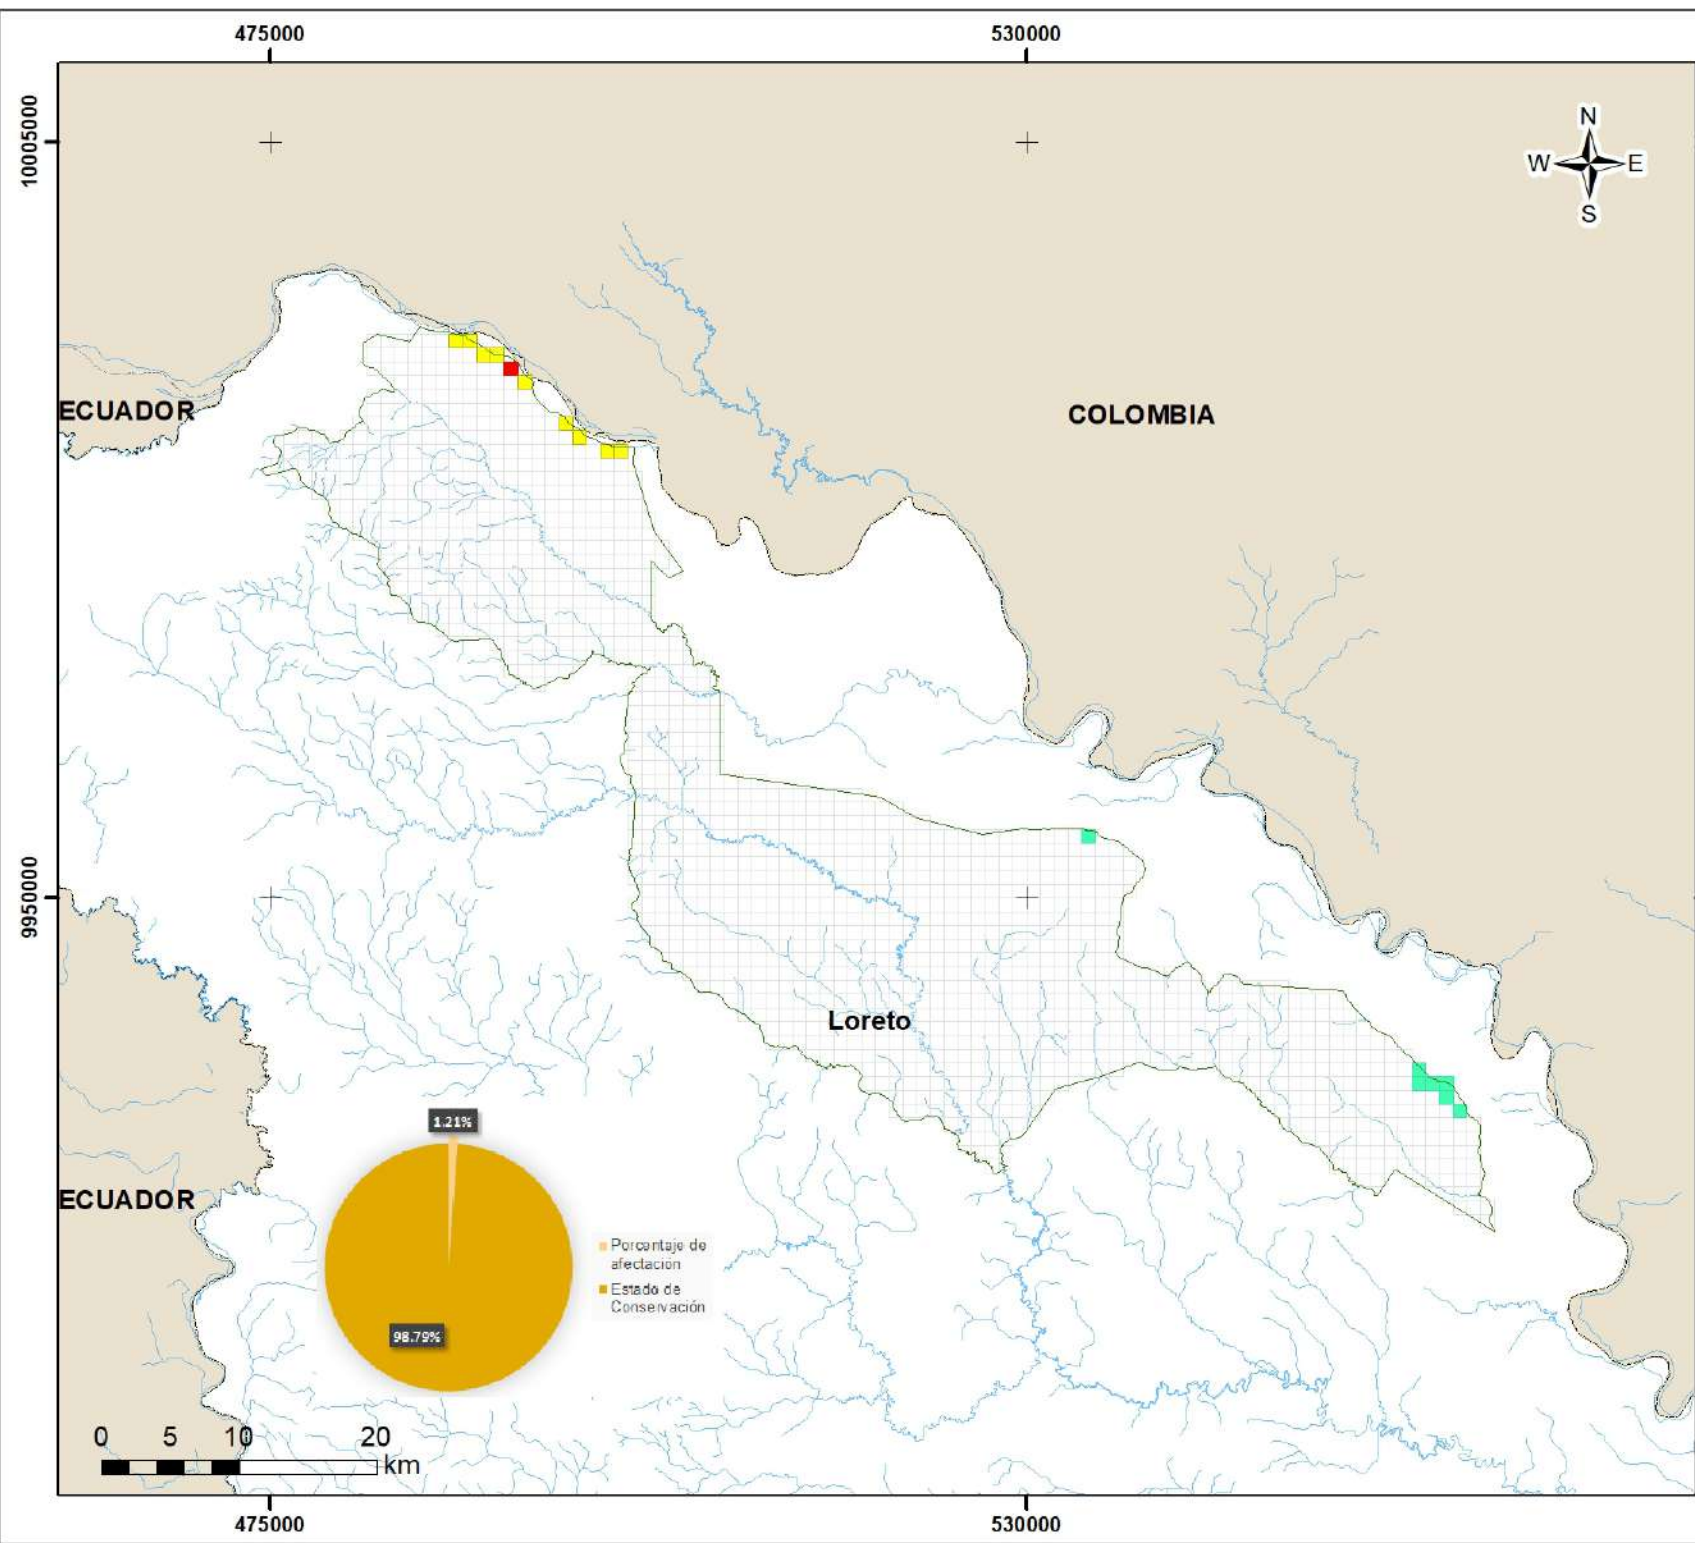 475000 530000
10005000
N
W E
S
ECUADOR
COLOMBIA
9950000
Loreto
1.21%
ECUADOR
Porcentaje de
afectación
Estado de
Conservación
98.79%
0 5 10 20
km
475000 530000